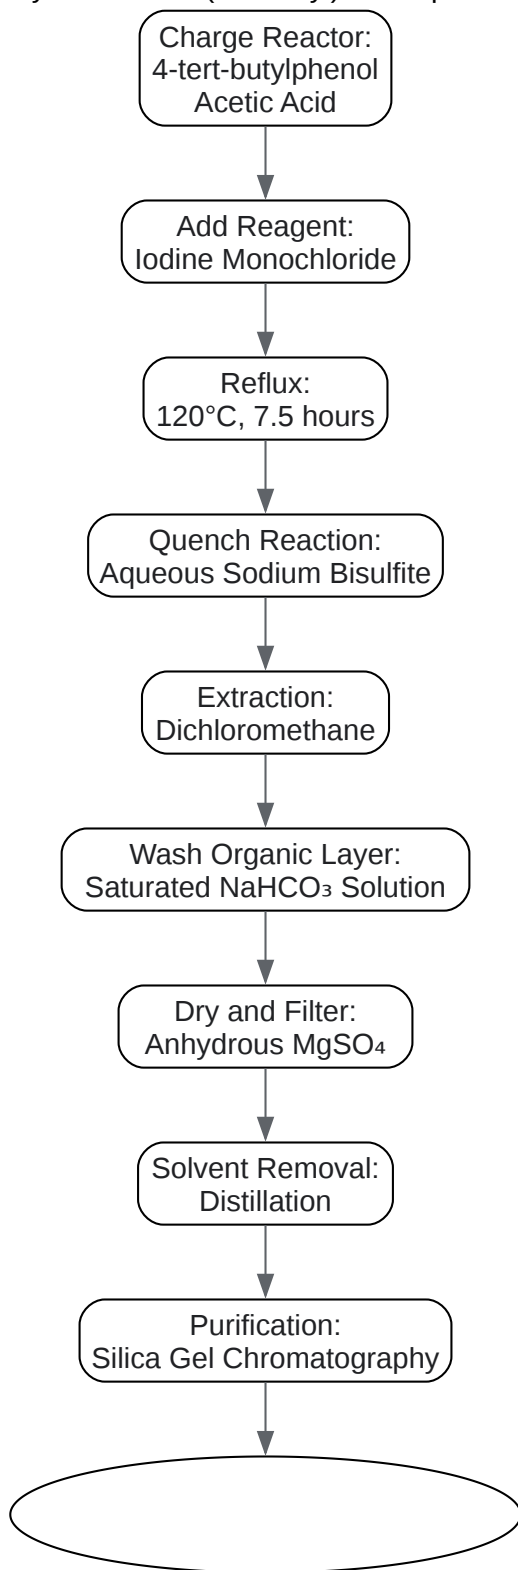 Charge Reactor:
4-tert-butylphenol
Acetic Acid
Add Reagent:
Iodine Monochloride
Reflux:
120°C, 7.5 hours
Quench Reaction:
Aqueous Sodium Bisulfite
Extraction:
Dichloromethane
Wash Organic Layer:
Saturated NaHCO₃ Solution
Dry and Filter:
Anhydrous MgSO₄
Solvent Removal:
Distillation
Purification:
Silica Gel Chromatography